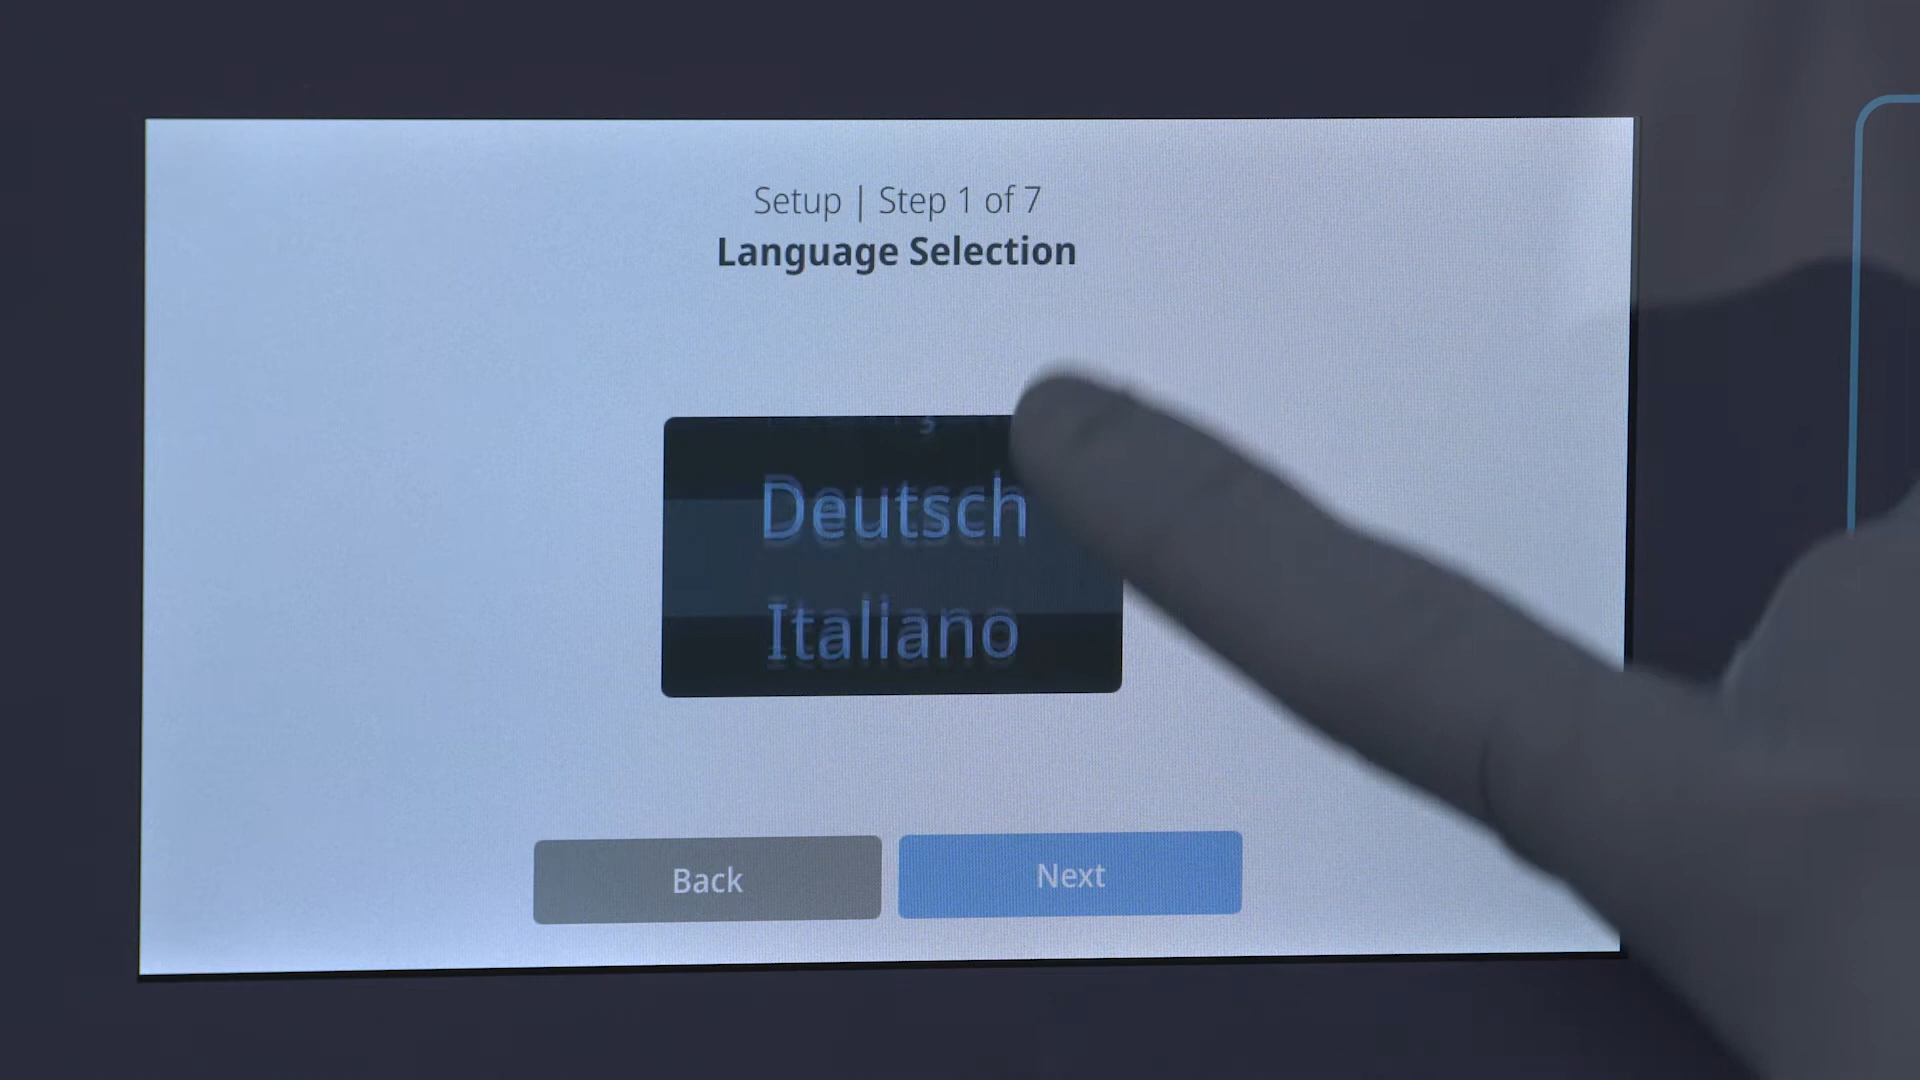 Setup | Step 1 of 7
Language Selection
Deutsch
Italiano
Back
Next